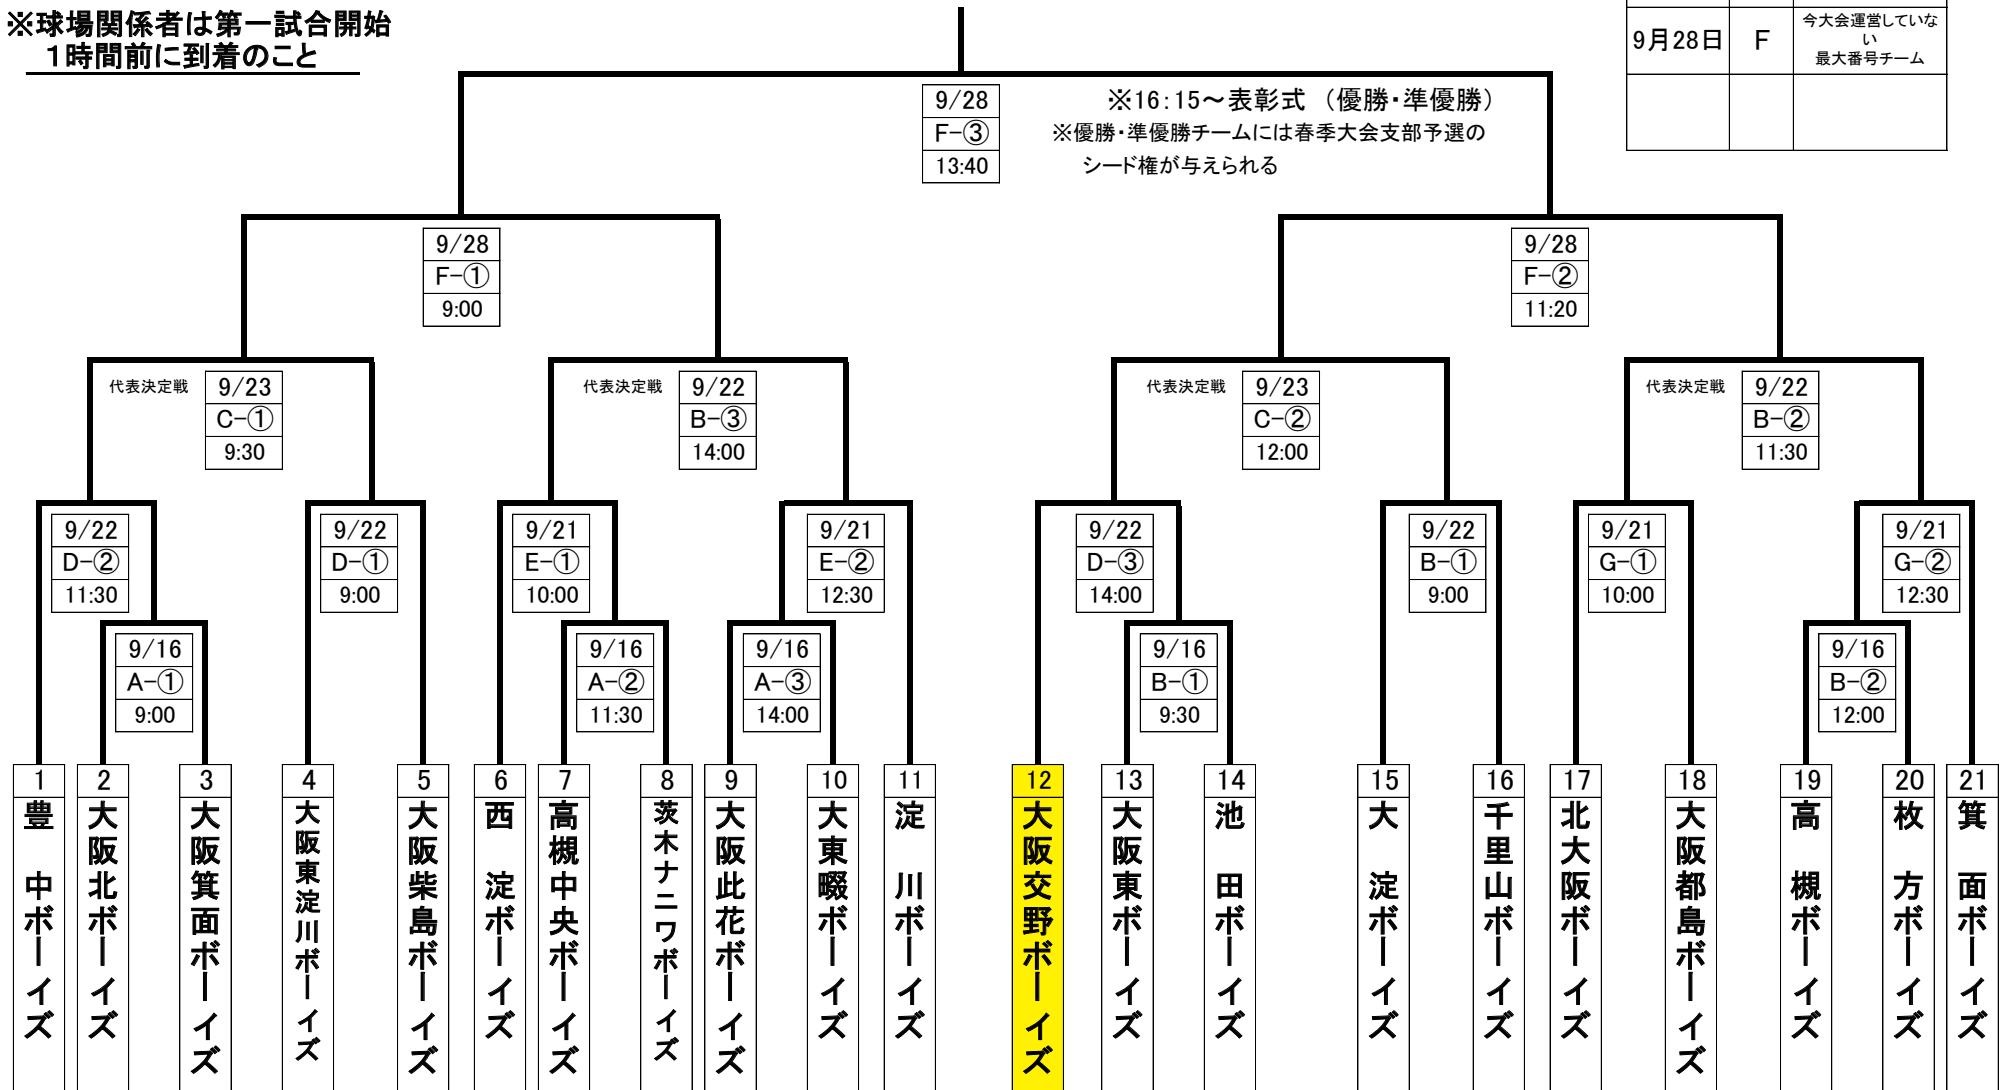 ※球場関係者は第一試合開始
1時間前に到着のこと
9月28日 F 今大会運営していな
い
最大番号チーム
9/28
F-③
13:40
※16:15～表彰式 （優勝・準優勝）
※優勝・準優勝チームには春季大会支部予選の
シード権が与えられる
9/28
F-①
9:00
9/28
F-②
11:20
代表決定戦
9/23
C-①
9:30
代表決定戦
9/22
B-③
14:00
代表決定戦
9/23
C-②
12:00
代表決定戦
9/22
B-②
11:30
9/22
D-②
11:30
9/22
D-①
9:00
9/21
E-①
10:00
9/21
E-②
12:30
9/22
D-③
14:00
9/22
B-①
9:00
9/21
G-①
10:00
9/21
G-②
12:30
9/16
A-①
9:00
9/16
A-②
11:30
9/16
A-③
14:00
9/16
B-①
9:30
9/16
B-②
12:00
1
豊 中ボーイズ
2
大阪北ボーイズ
3
大阪箕面ボーイズ
4
大阪東淀川ボーイズ
5
大阪柴島ボーイズ
6
西 淀ボーイズ
7
高槻中央ボーイズ
8
茨木ナニワボーイズ
9
大阪此花ボーイズ
10
大東畷ボーイズ
11
淀 川ボーイズ
12
大阪交野ボーイズ
13
大阪東ボーイズ
14
池 田ボーイズ
15
大 淀ボーイズ
16
千里山ボーイズ
17
北大阪ボーイズ
18
大阪都島ボーイズ
19
高 槻ボーイズ
20
枚 方ボーイズ
21
箕 面ボーイズ